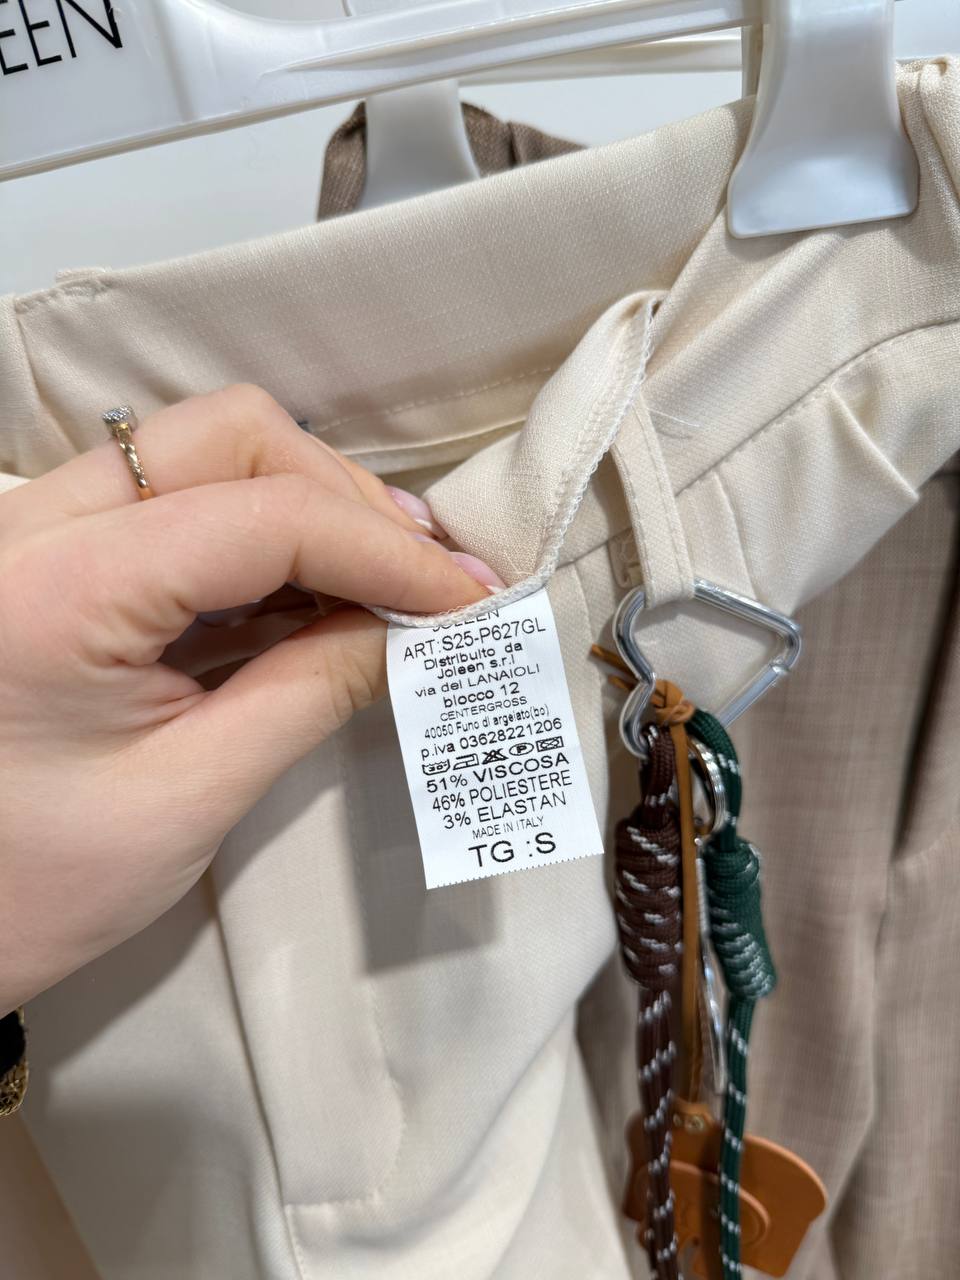 EEN
JOLEEN
ART:S25-P627GL
Distribuito da
Joleen s.r.l
via dei LANAIOLI
blocco 12
CENTERGROSS
40050 Funo di argelato(bo)
p.iva 03628221206
51% VISCOSA
46% POLIESTERE
3% ELASTAN
MADE IN ITALY
TG :S